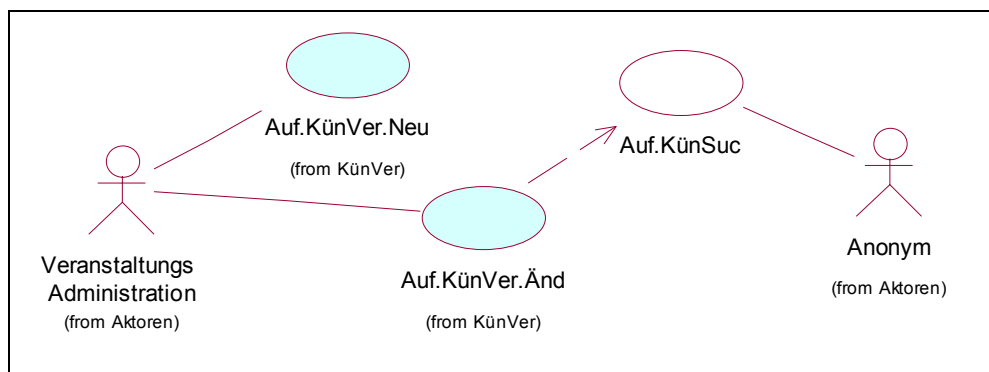 Auf.KünVer.Neu
(from KünVer)
Auf.KünSuc
Veranstaltungs
Administration
(from Aktoren)
Auf.KünVer.Änd
(from KünVer)
Anonym
(from Aktoren)